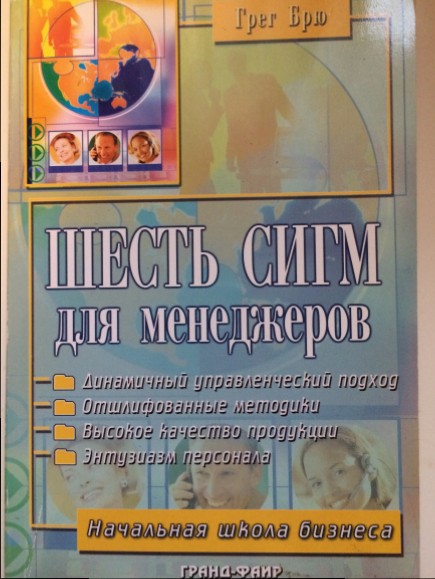 Грег Брю
ШЕСТЬ СИГМ
для менеджеров
Динамичный управленческий подход
Отшлифованные методики
Высокое качество продукции
Энтузиазм персонала
Начальная школа бизнеса
ГРАНД-ФАИР